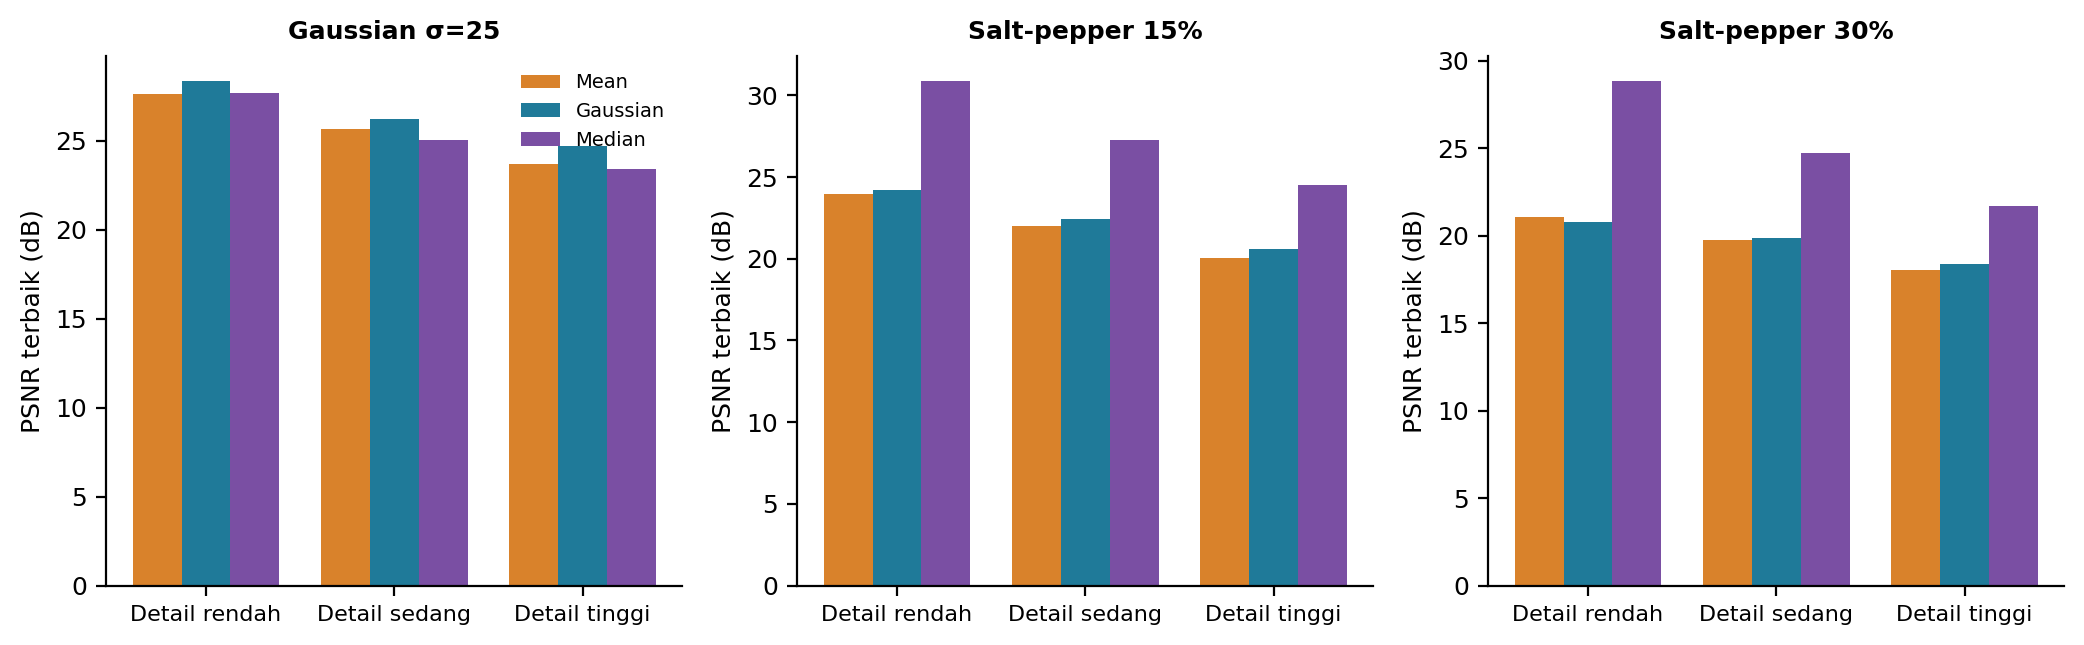 Gaussian σ=25
PSNR terbaik (dB)
25
20
15
10
5
0
Mean
Gaussian
Median
Detail rendah
Detail sedang
Detail tinggi
Salt-pepper 15%
PSNR terbaik (dB)
30
25
20
15
10
5
0
Detail rendah
Detail sedang
Detail tinggi
Salt-pepper 30%
PSNR terbaik (dB)
30
25
20
15
10
5
0
Detail rendah
Detail sedang
Detail tinggi